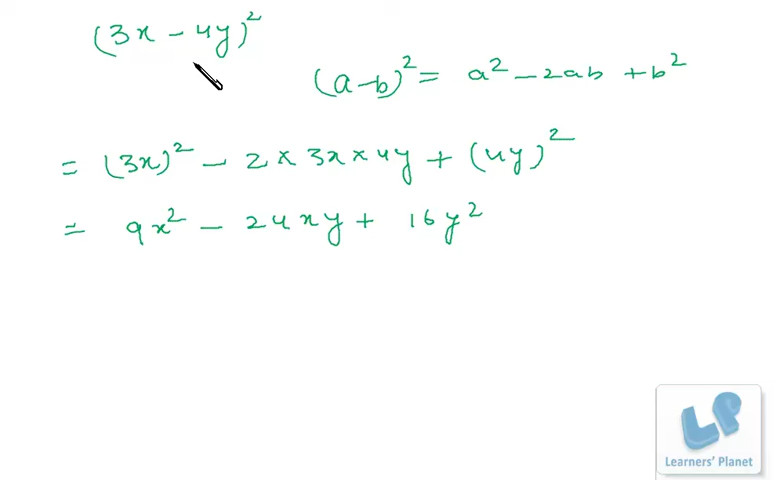 (3x - 4y)²
(a-b)² = a² - 2ab + b²
= (3x)² - 2 × 3x × 4y + (4y)²
= 9x² - 24xy + 16y²
LP
Learners' Planet